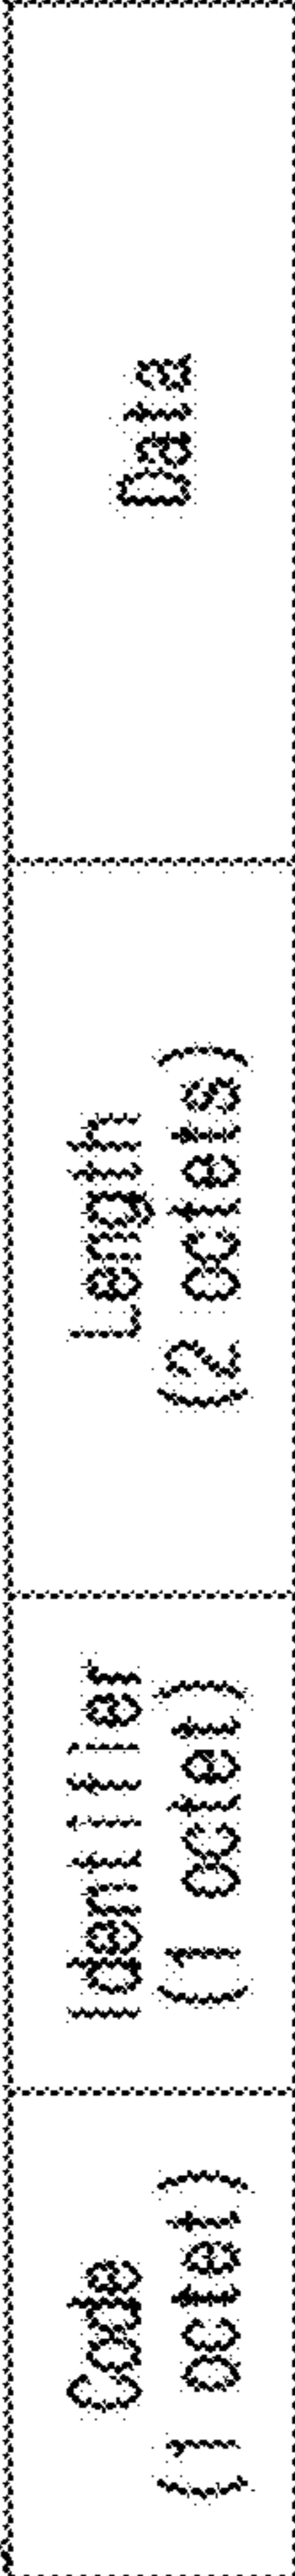 Code
(1 octet)
Identifier
(1 octet)
Length
(2 octets)
Data